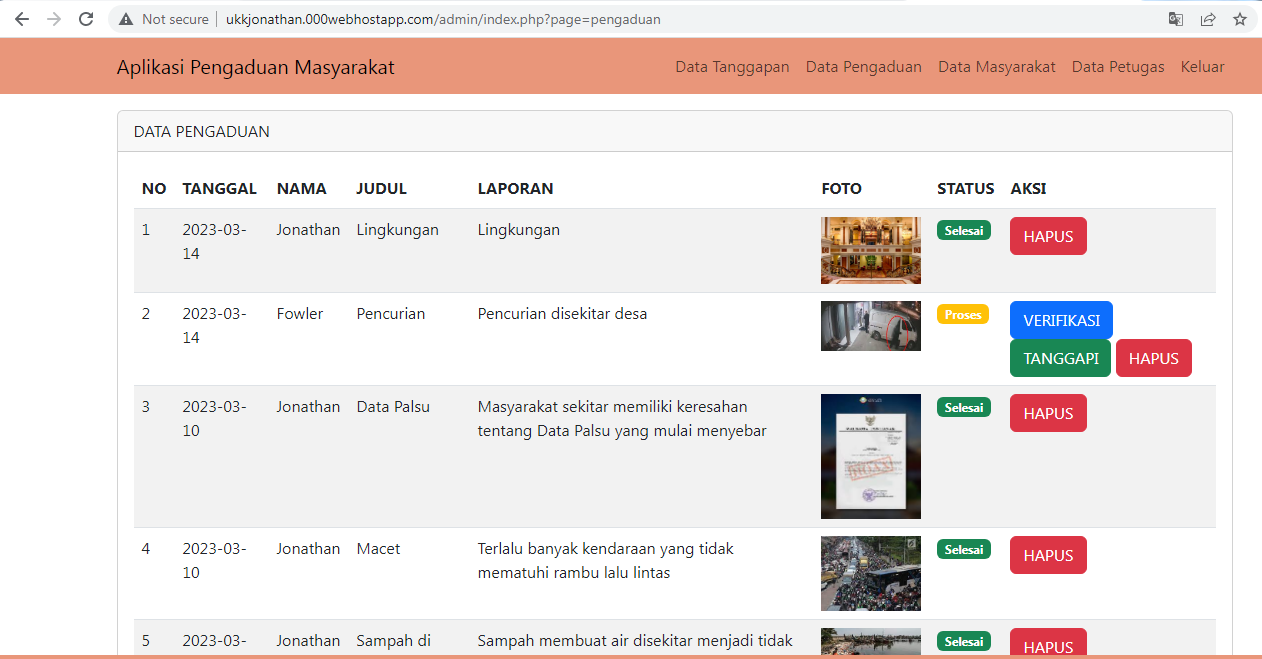 Not secure | ukkjonathan.000webhostapp.com/admin/index.php?page=pengaduan
Aplikasi Pengaduan Masyarakat Data Tanggapan Data Pengaduan Data Masyarakat Data Petugas Keluar
DATA PENGADUAN
NO TANGGAL NAMA JUDUL LAPORAN FOTO STATUS AKSI
1 2023-03- Jonathan Lingkungan Lingkungan Selesai HAPUS
14
2 2023-03- Fowler Pencurian Pencurian disekitar desa Proses VERIFIKASI
14 TANGGAPI HAPUS
3 2023-03- Jonathan Data Palsu Masyarakat sekitar memiliki keresahan Selesai HAPUS
10 tentang Data Palsu yang mulai menyebar
4 2023-03- Jonathan Macet Terlalu banyak kendaraan yang tidak Selesai HAPUS
10 mematuhi rambu lalu lintas
5 2023-03- Jonathan Sampah di Sampah membuat air disekitar menjadi tidak Selesai HAPUS